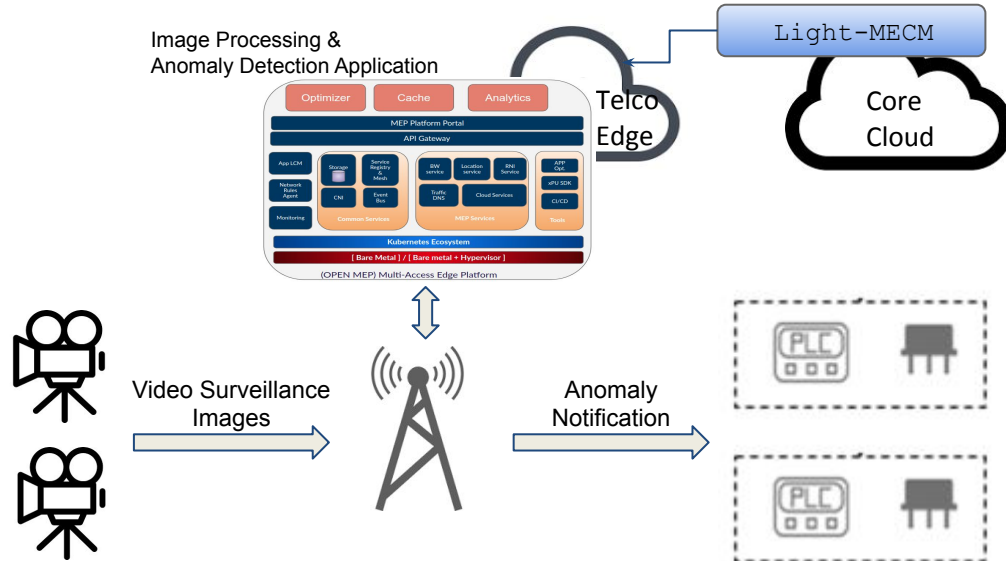 Light-MECM
Core
Cloud
Telco
Edge
Image Processing &
Anomaly Detection Application
Optimizer
Cache
Analytics
MEP Platform Portal
API Gateway
App LCM
Network
Rules
Agent
Monitoring
Storage
Service
Registry
&
Mesh
CNI
Event
Bus
Common Services
BW
service
Location
service
RNI
Service
Traffic
DNS
Cloud Services
MEP Services
APP
Opt.
xPU SDK
CI/CD
Tools
Kubernetes Ecosystem
[ Bare Metal ] / [ Bare metal + Hypervisor ]
(OPEN MEP) Multi-Access Edge Platform
Video Surveillance
Images
Anomaly
Notification
PLC
PLC